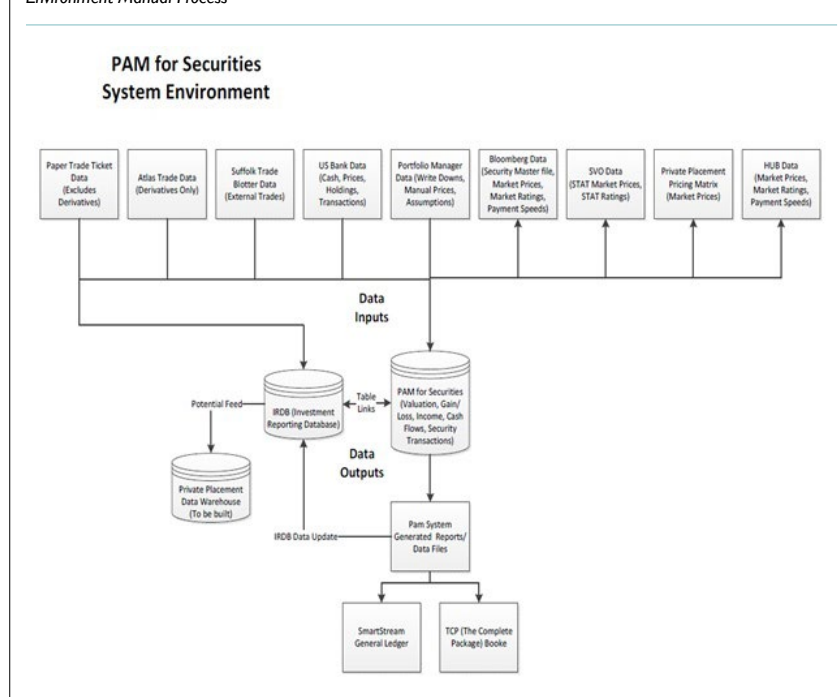 Environment Manual Process
PAM for Securities
System Environment
Paper Trade Ticket
Data
(Excludes
Derivatives)
Atlas Trade Data
(Derivatives Only)
Suffolk Trade
Blotter Data
(External Trades)
US Bank Data
(Cash, Prices,
Holdings,
Transactions)
Portfolio Manager
Data (Write Downs,
Manual Prices,
Assumptions)
Bloomberg Data
(Security Master file,
Market Prices,
Market Ratings,
Payment Speeds)
SVO Data
(STAT Market Prices,
STAT Ratings)
Private Placement
Pricing Matrix
(Market Prices)
HUB Data
(Market Prices,
Market Ratings,
Payment Speeds)
Data
Inputs
IRDB (Investment
Reporting Database)
Table
Links
PAM for Securities
(Valuation, Gain/
Loss, Income, Cash
Flows, Security
Transactions)
Potential Feed
Private Placement
Data Warehouse
(To be built)
Data
Outputs
IRDB Data Update
Pam System
Generated Reports/
Data Files
SmartStream
General Ledger
TCP (The Complete
Package) Booke